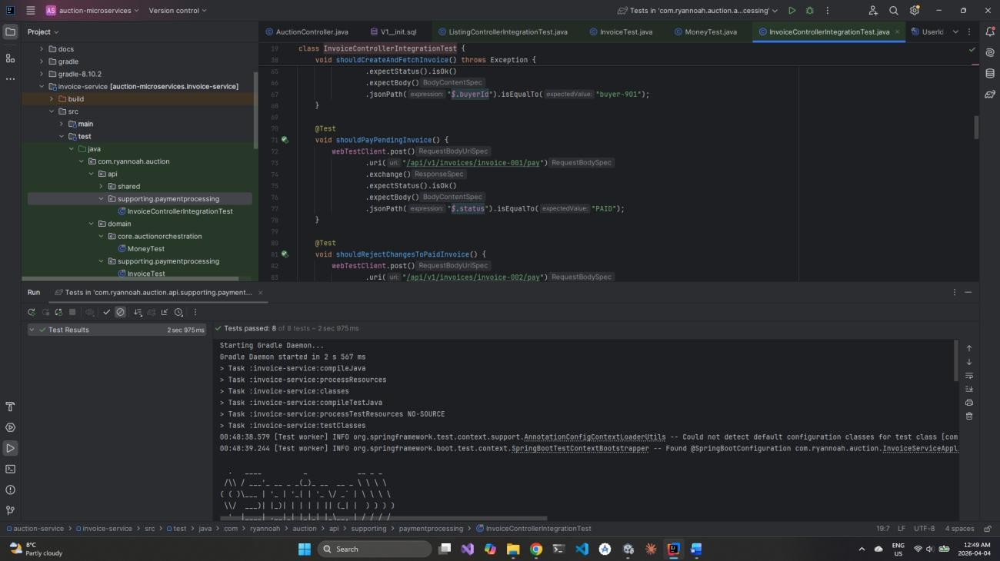 AS auction-microservices Version control Tests in 'com.ryannoah.auction.a...cessing'
Project
AuctionController.java V1__init.sql ListingControllerIntegrationTest.java InvoiceTest.java MoneyTest.java InvoiceControllerIntegrationTest.java UserId
docs
gradle
gradle-8.10.2
invoice-service [auction-microservices.invoice-service]
build
src
main
test
java
com.ryannoah.auction
api
shared
supporting.paymentprocessing
InvoiceControllerIntegrationTest
domain
core.auctionorchestration
MoneyTest
supporting.paymentprocessing
InvoiceTest
19 class InvoiceControllerIntegrationTest {
38 void shouldCreateAndFetchInvoice() throws Exception {
65 .expectStatus().isOk()
66 .expectBody() BodyContentSpec
67 .jsonPath( expression: "$.buyerId").isEqualTo( expectedValue: "buyer-901");
68 }
69
70 @Test
71 void shouldPayPendingInvoice() {
72 webTestClient.post() RequestBodyUriSpec
73 .uri( uri: "/api/v1/invoices/invoice-001/pay") RequestBodySpec
74 .exchange() ResponseSpec
75 .expectStatus().isOk()
76 .expectBody() BodyContentSpec
77 .jsonPath( expression: "$.status").isEqualTo( expectedValue: "PAID");
78 }
79
80 @Test
81 void shouldRejectChangesToPaidInvoice() {
82 webTestClient.post() RequestBodyUriSpec
83 .uri( uri: "/api/v1/invoices/invoice-002/pay") RequestBodySpec
Run Tests in 'com.ryannoah.auction.api.supporting.payment...
Test Results 2 sec 975 ms
Tests passed: 8 of 8 tests – 2 sec 975 ms
Starting Gradle Daemon...
Gradle Daemon started in 2 s 567 ms
> Task :invoice-service:compileJava
> Task :invoice-service:processResources
> Task :invoice-service:classes
> Task :invoice-service:compileTestJava
> Task :invoice-service:processTestResources NO-SOURCE
> Task :invoice-service:testClasses
00:48:38.579 [Test worker] INFO org.springframework.test.context.support.AnnotationConfigContextLoaderUtils -- Could not detect default configuration classes for test class [com
00:48:39.244 [Test worker] INFO org.springframework.boot.test.context.SpringBootTestContextBootstrapper -- Found @SpringBootConfiguration com.ryannoah.auction.InvoiceServiceAppl
auction-service > invoice-service > src > test > java > com > ryannoah > auction > api > supporting > paymentprocessing > InvoiceControllerIntegrationTest 19:7 LF UTF-8 4 spaces
8°C
Partly cloudy
Search
ENG
US
12:49 AM
2026-04-04